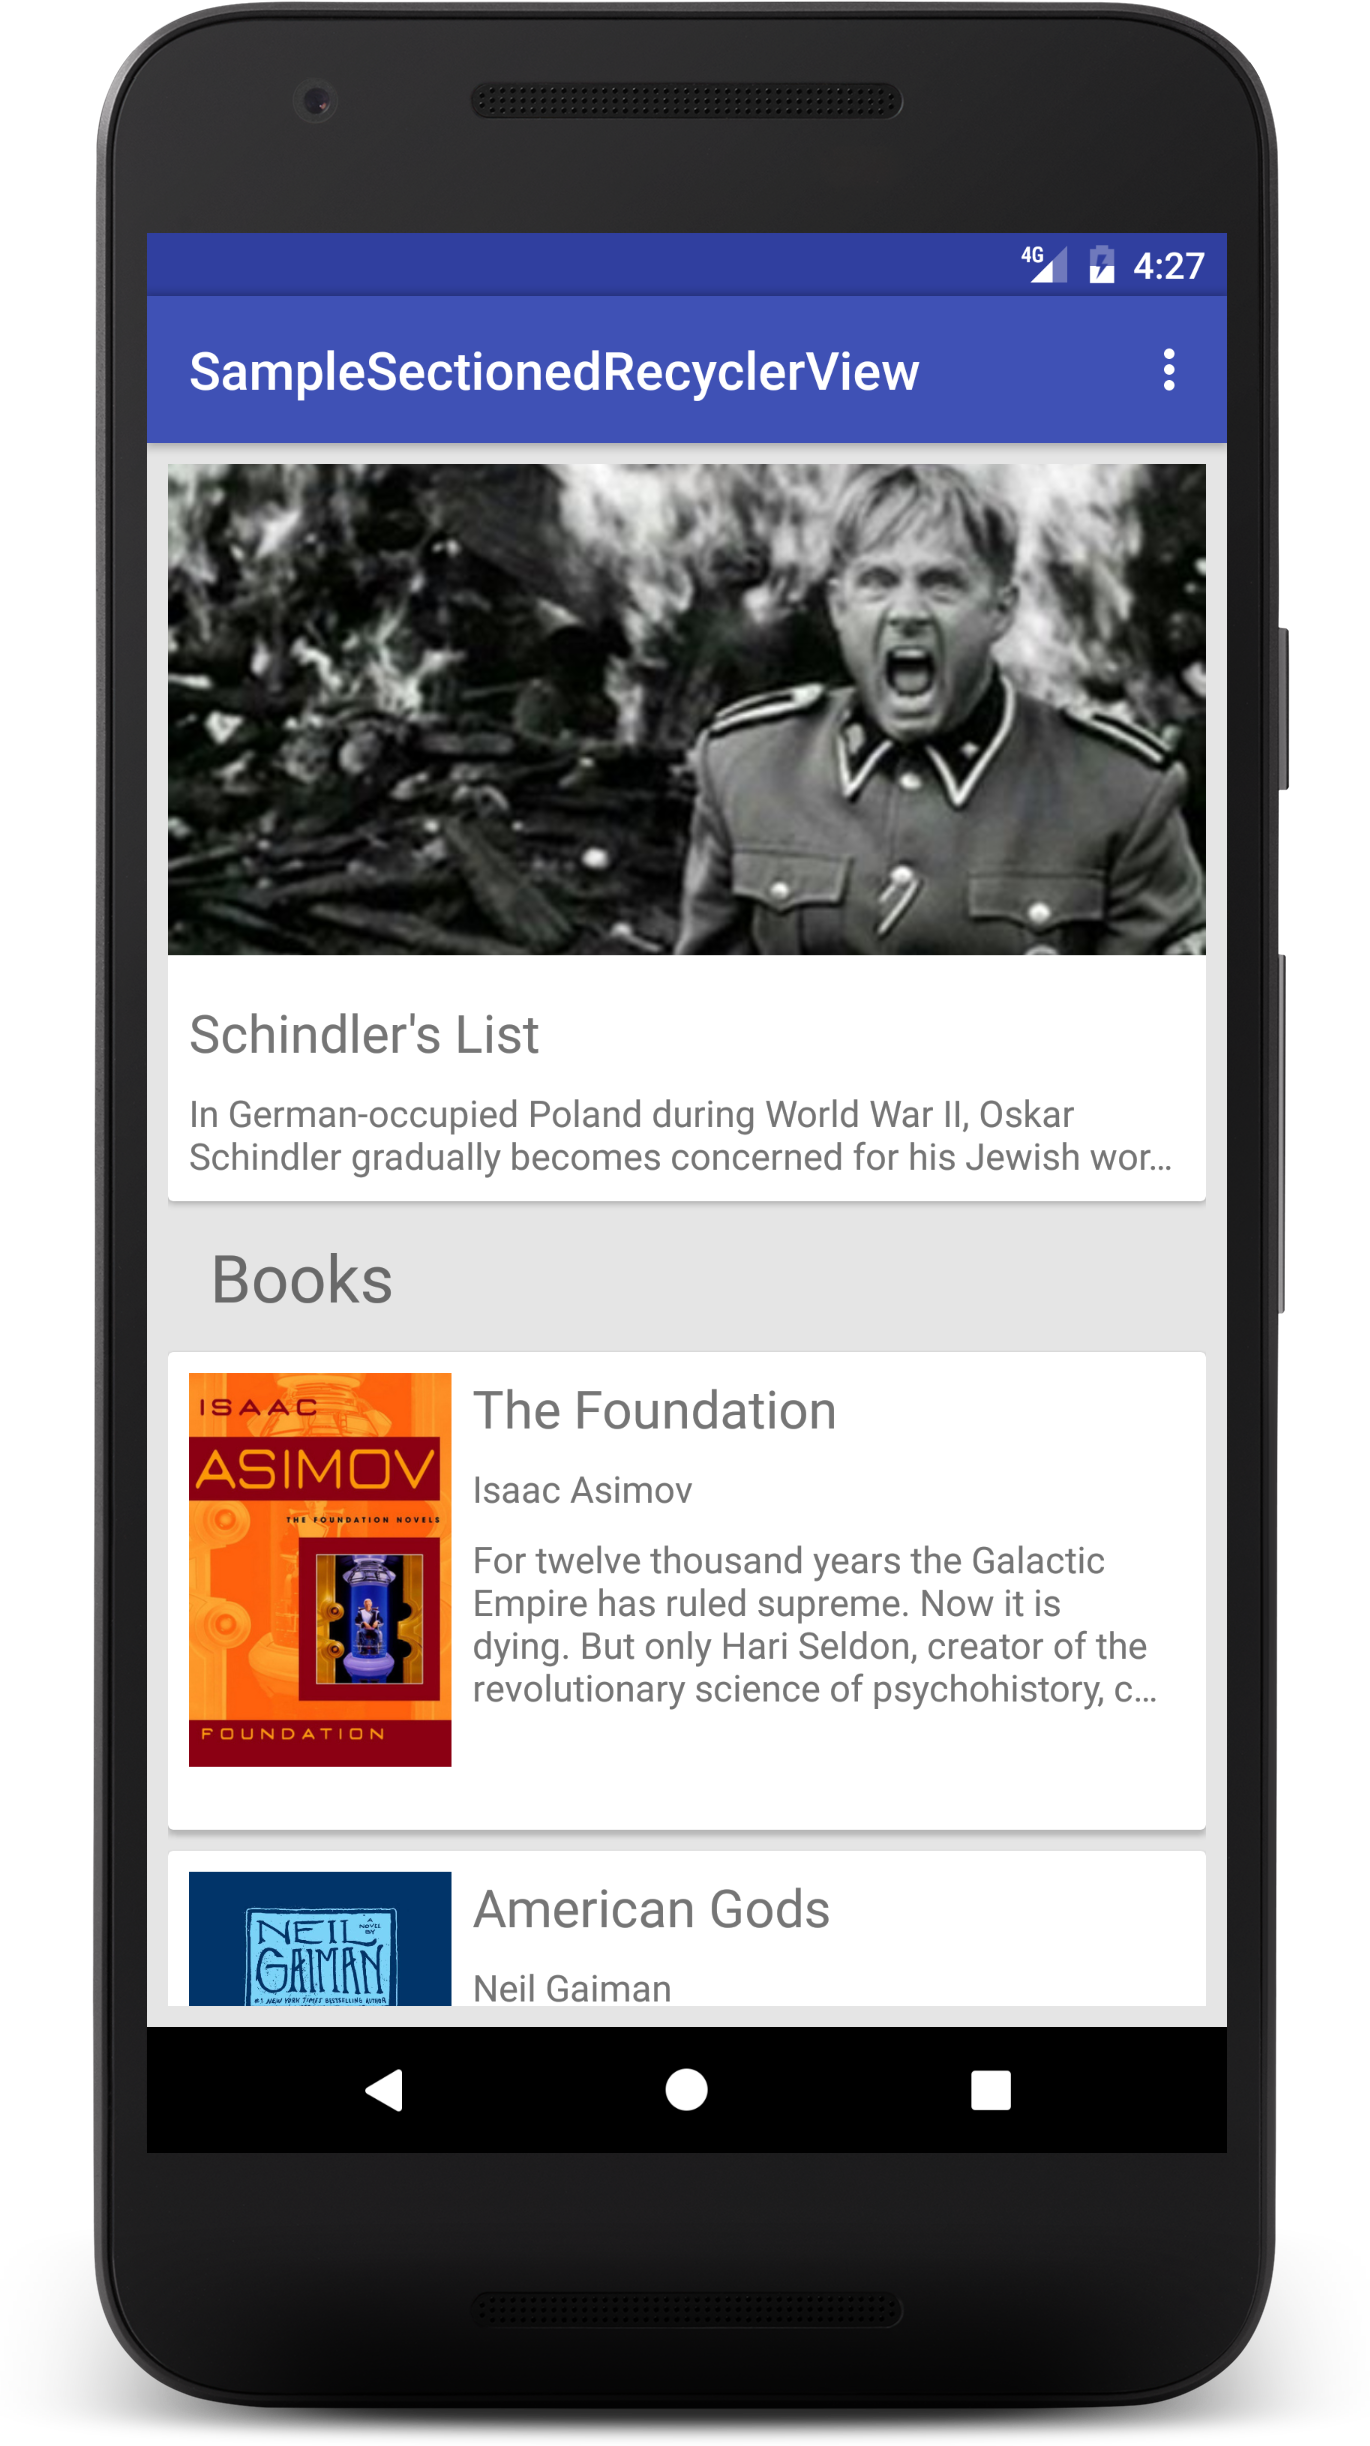 4G 4:27
SampleSectionedRecyclerView
Schindler's List
In German-occupied Poland during World War II, Oskar
Schindler gradually becomes concerned for his Jewish wor...
Books
ISAAC
ASIMOV
THE FOUNDATION NOVELS
FOUNDATION
The Foundation
Isaac Asimov
For twelve thousand years the Galactic
Empire has ruled supreme. Now it is
dying. But only Hari Seldon, creator of the
revolutionary science of psychohistory, c...
NEIL
A NOVEL BY
GAIMAN
#1 NEW YORK TIMES BESTSELLING AUTHOR
American Gods
Neil Gaiman